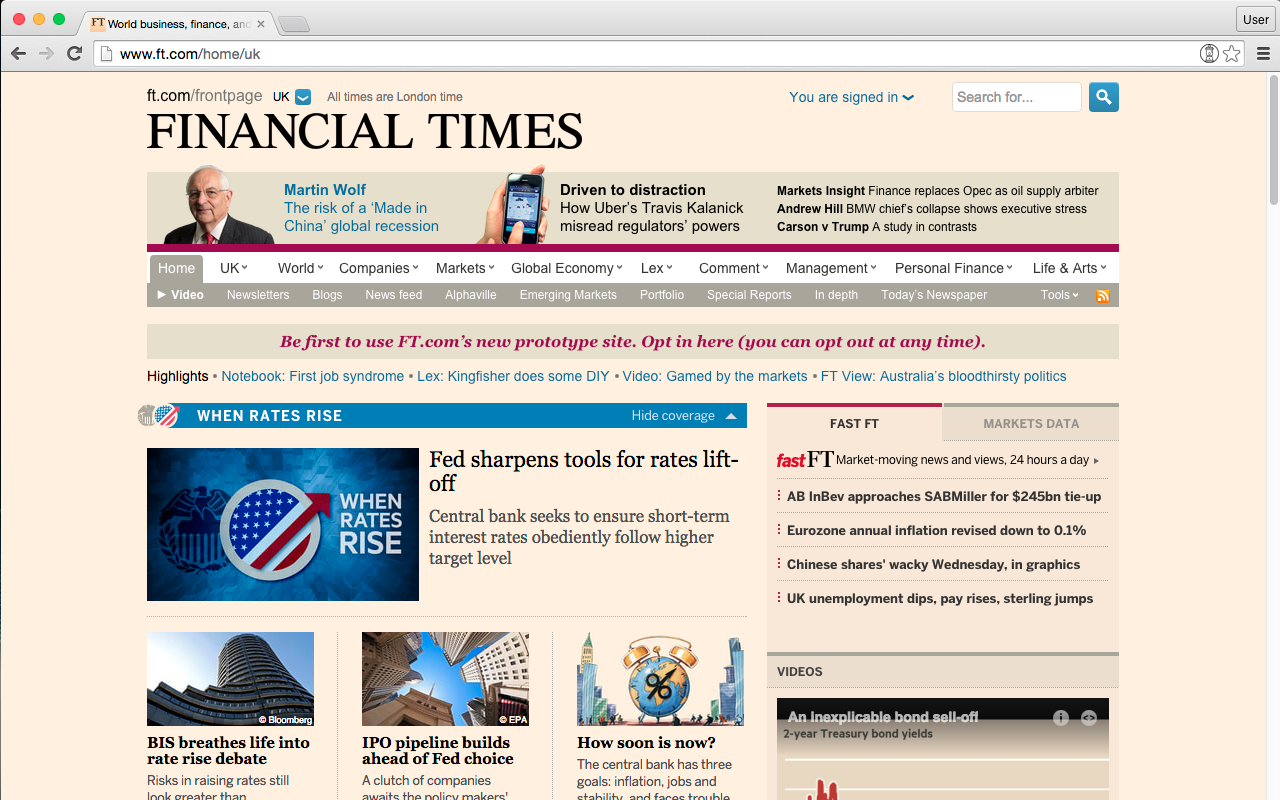 FT World business, finance, and
User
www.ft.com/home/uk
ft.com/frontpage UK All times are London time
You are signed in
Search for...
FINANCIAL TIMES
Martin Wolf
The risk of a ‘Made in
China’ global recession
Driven to distraction
How Uber’s Travis Kalanick
misread regulators’ powers
Markets Insight Finance replaces Opec as oil supply arbiter
Andrew Hill BMW chief’s collapse shows executive stress
Carson v Trump A study in contrasts
Home UK World Companies Markets Global Economy Lex Comment Management Personal Finance Life & Arts
Video Newsletters Blogs News feed Alphaville Emerging Markets Portfolio Special Reports In depth Today’s Newspaper Tools
Be first to use FT.com’s new prototype site. Opt in here (you can opt out at any time).
Highlights • Notebook: First job syndrome • Lex: Kingfisher does some DIY • Video: Gamed by the markets • FT View: Australia’s bloodthirsty politics
WHEN RATES RISE
Hide coverage
WHEN
RATES
RISE
Fed sharpens tools for rates lift-
off
Central bank seeks to ensure short-term
interest rates obediently follow higher
target level
© Bloomberg
BIS breathes life into
rate rise debate
Risks in raising rates still
look greater than
© EPA
IPO pipeline builds
ahead of Fed choice
A clutch of companies
awaits the policy makers'
%
How soon is now?
The central bank has three
goals: inflation, jobs and
stability, and faces trouble
FAST FT
MARKETS DATA
fast FT Market-moving news and views, 24 hours a day
AB InBev approaches SABMiller for $245bn tie-up
Eurozone annual inflation revised down to 0.1%
Chinese shares' wacky Wednesday, in graphics
UK unemployment dips, pay rises, sterling jumps
VIDEOS
An inexplicable bond sell-off
2-year Treasury bond yields